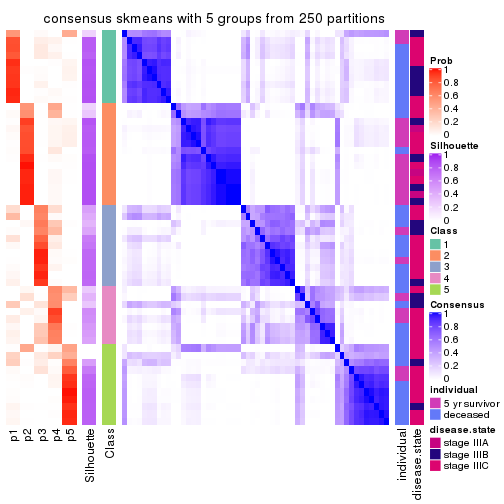 consensus skmeans with 5 groups from 250 partitions
Prob
1
0.8
0.6
0.4
0.2
0
Silhouette
1
0.8
0.6
0.4
0.2
0
Class
1
2
3
4
5
Consensus
1
0.8
0.6
0.4
0.2
0
individual
5 yr survivor
deceased
disease.state
stage IIIA
stage IIIB
stage IIIC
p1
p2
p3
p4
p5
Silhouette
Class
individual
disease.state